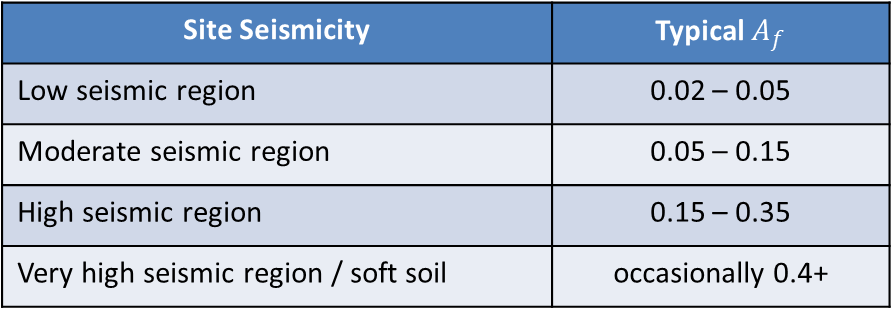 Site Seismicity Typical A_f
Low seismic region 0.02 – 0.05
Moderate seismic region 0.05 – 0.15
High seismic region 0.15 – 0.35
Very high seismic region / soft soil occasionally 0.4+